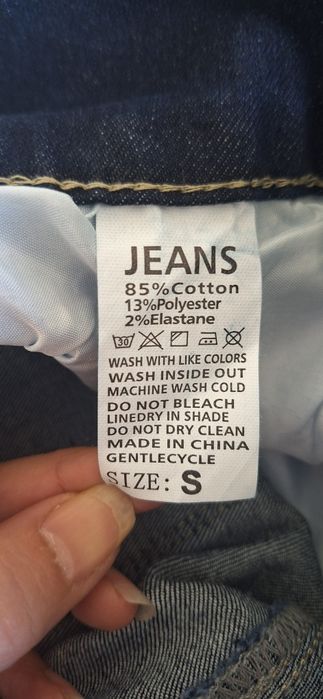 JEANS
85%Cotton
13%Polyester
2%Elastane
30
WASH WITH LIKE COLORS
WASH INSIDE OUT
MACHINE WASH COLD
DO NOT BLEACH
LINEDRY IN SHADE
DO NOT DRY CLEAN
MADE IN CHINA
GENTLECYCLE
SIZE: S